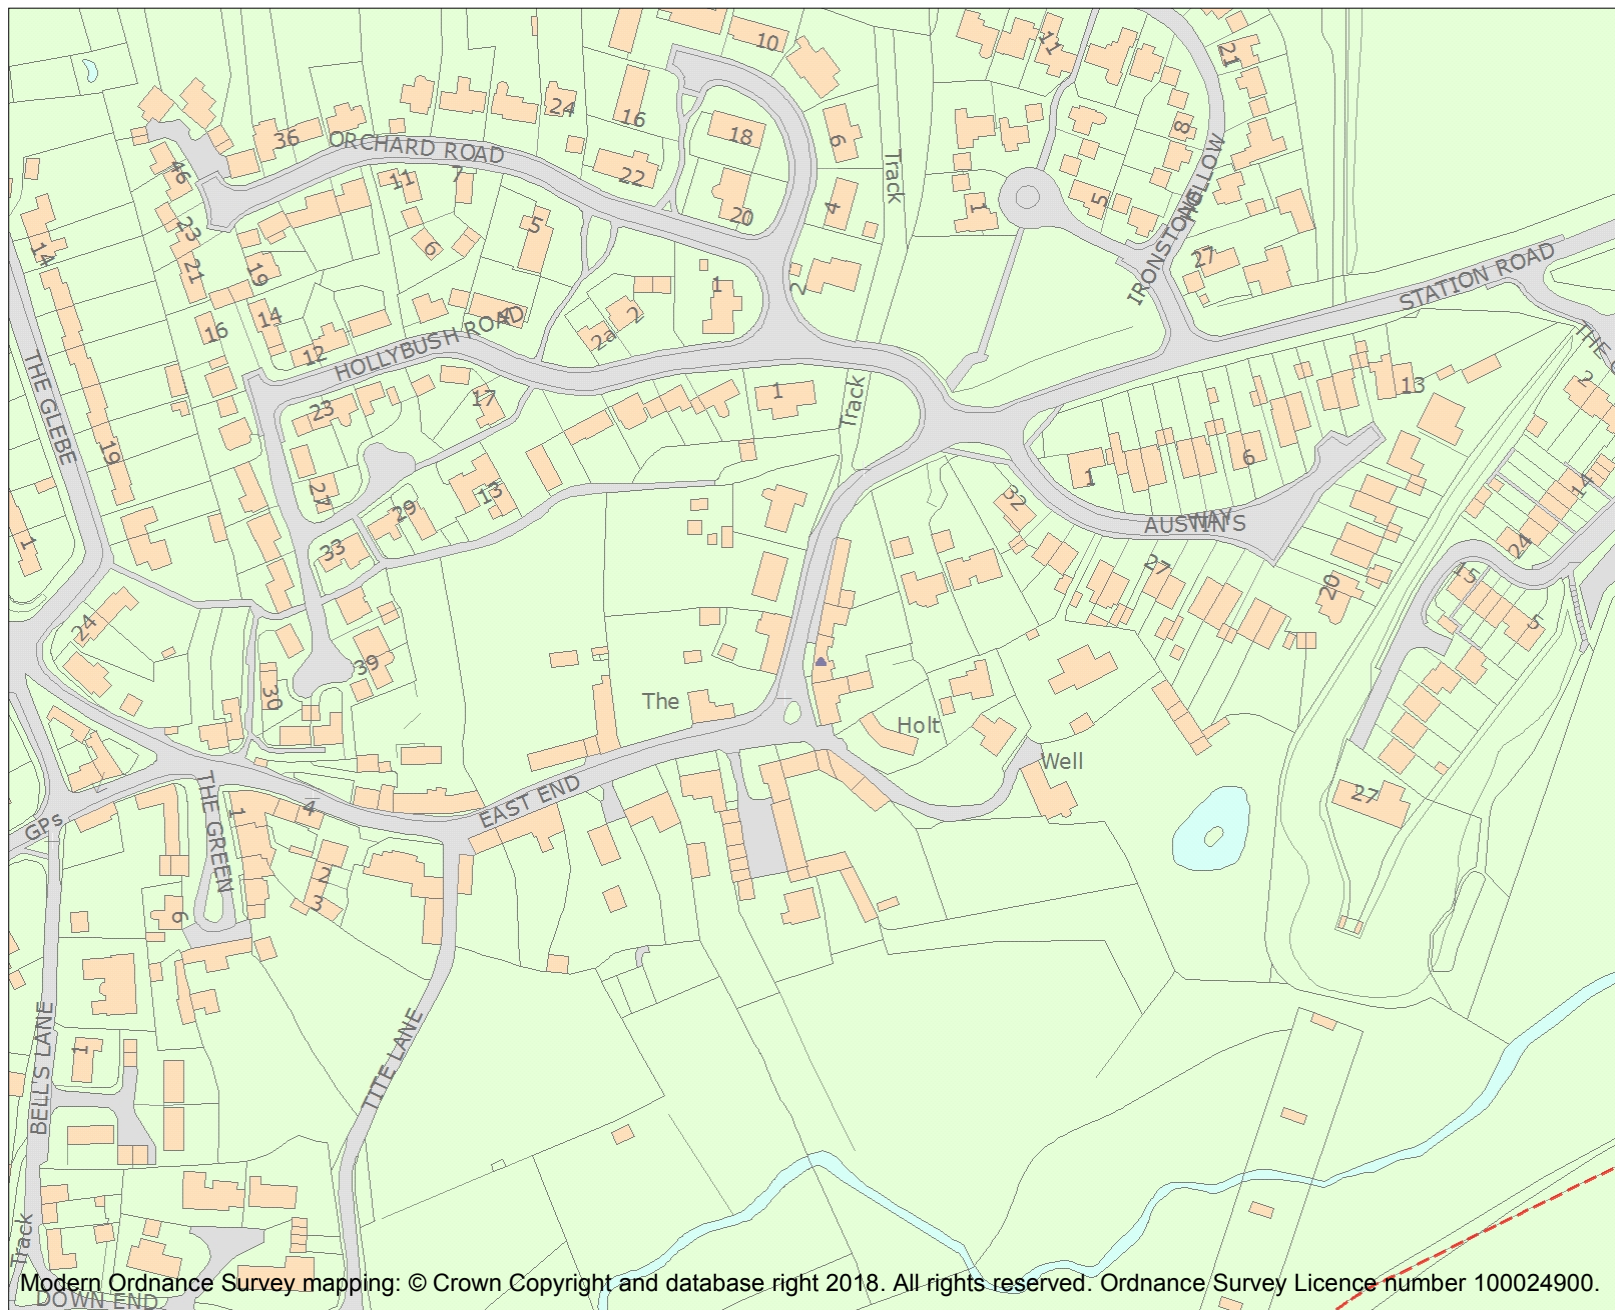 10
11
21
36
ORCHARD ROAD
24
16
18
6
8
22
46
11
7
Track
20
4
1
5
IRONSTONE
HOLLOW
14
23
5
6
21
19
1
2
27
STATION ROAD
16
14
4
2
2a
HOLLYBUSH ROAD
12
THE GLEBE
23
17
1
Track
13
2
19
27
13
1
6
14
29
32
AUSTIN'S
WAY
1
33
27
24
15
20
5
24
39
30
The
Holt
Well
THE GREEN
EAST END
27
GPs
1
4
2
3
6
BELL'S LANE
1
TITE LANE
Track
Modern Ordnance Survey mapping: © Crown Copyright and database right 2018. All rights reserved. Ordnance Survey Licence number 100024900.
DOWN END